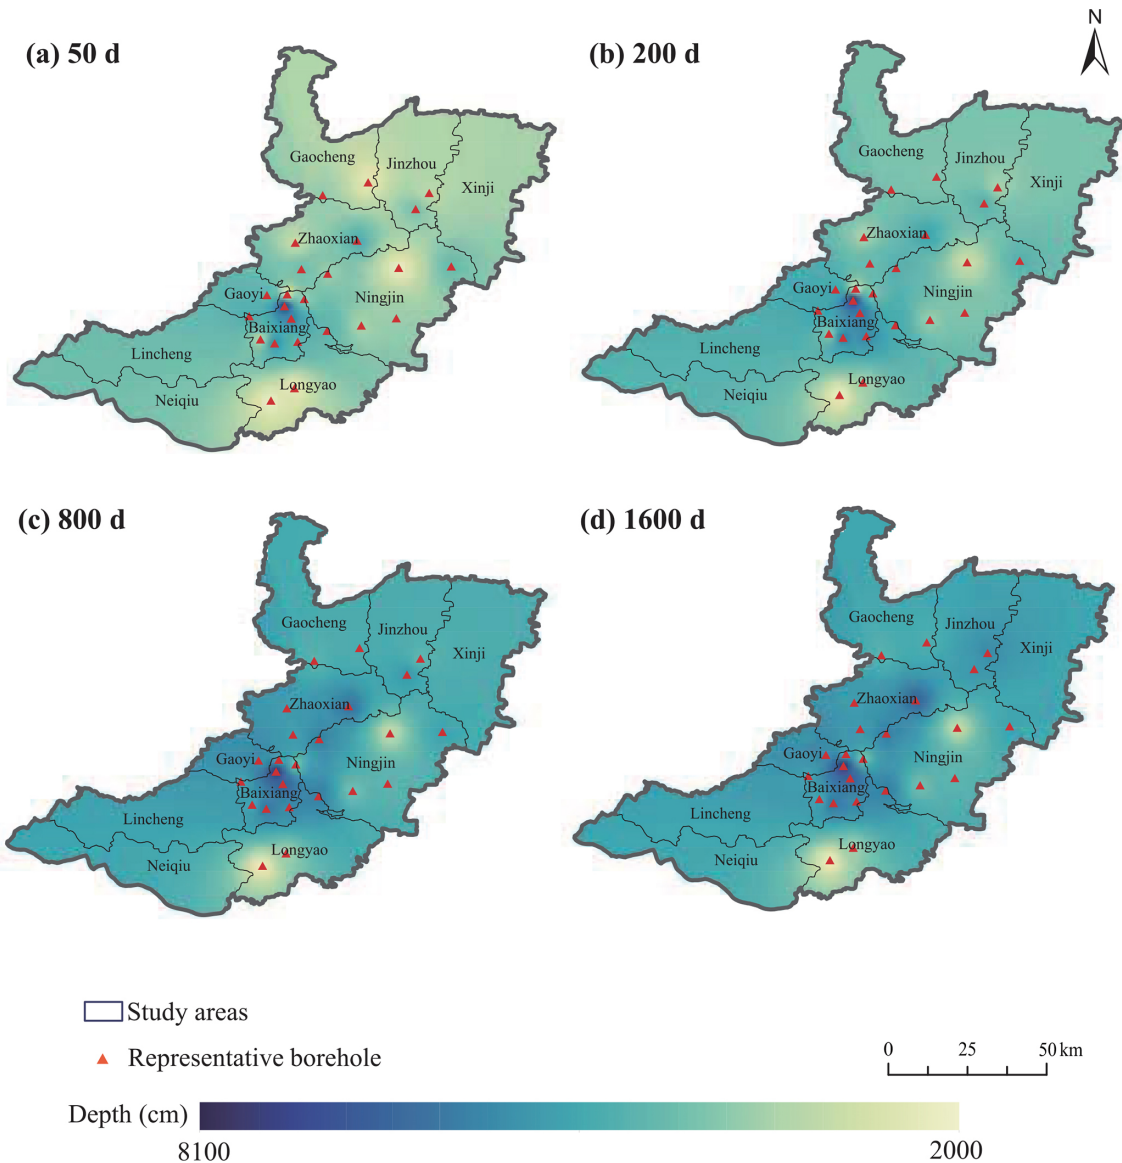 N
(a) 50 d
(b) 200 d
Gaocheng
Jinzhou
Xinji
Zhaoxian
Gaoyi
Ningjin
Baixiang
Lincheng
Longyao
Neiqiu
Gaocheng
Jinzhou
Xinji
Zhaoxian
Gaoyi
Ningjin
Baixiang
Lincheng
Longyao
Neiqiu
(c) 800 d
(d) 1600 d
Gaocheng
Jinzhou
Xinji
Zhaoxian
Gaoyi
Ningjin
Baixiang
Lincheng
Longyao
Neiqiu
Gaocheng
Jinzhou
Xinji
Zhaoxian
Gaoyi
Ningjin
Baixiang
Lincheng
Longyao
Neiqiu
Study areas
Representative borehole
0 25 50 km
Depth (cm)
8100 2000